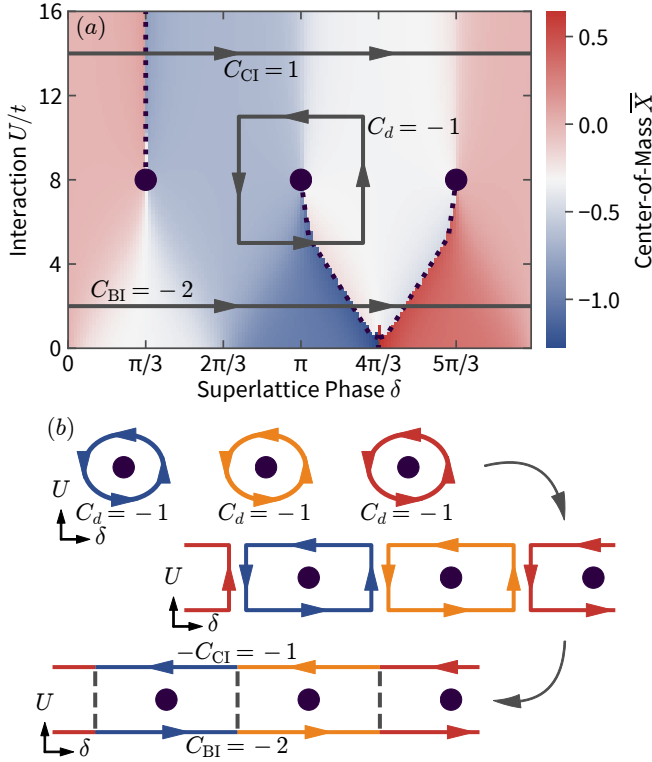 (a)
16
12
8
4
0
Interaction U/t
C_CI = 1
C_d = −1
C_BI = −2
0
π/3
2π/3
π
4π/3
5π/3
Superlattice Phase δ
0.5
0.0
−0.5
−1.0
Center-of-Mass X̅
(b)
U
δ
C_d = −1
C_d = −1
C_d = −1
U
δ
−C_CI = −1
U
δ
C_BI = −2